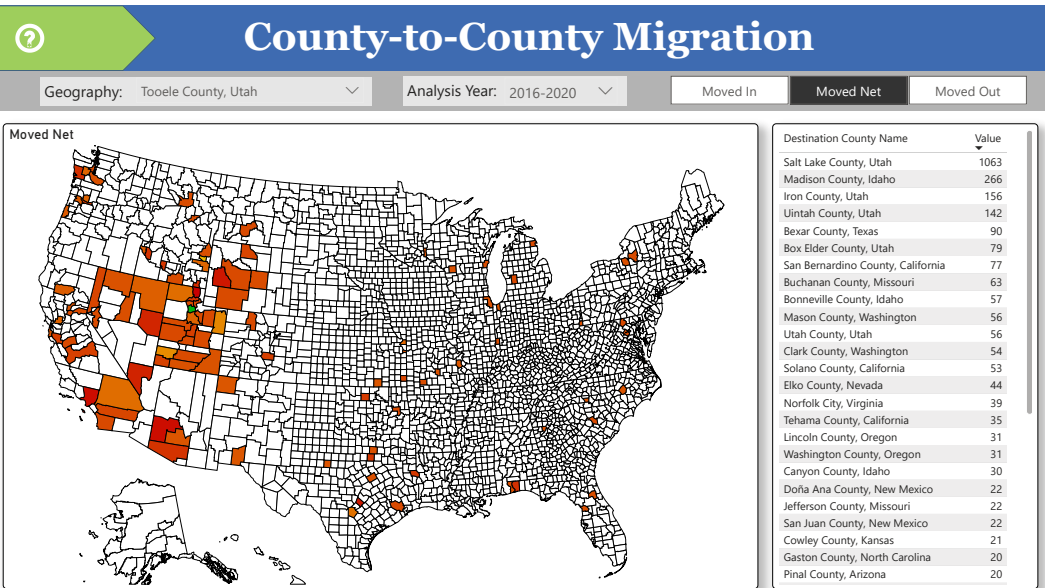 ?
County-to-County Migration
Geography: Tooele County, Utah
Analysis Year: 2016-2020
Moved In Moved Net Moved Out
Moved Net
Destination County Name Value
Salt Lake County, Utah 1063
Madison County, Idaho 266
Iron County, Utah 156
Uintah County, Utah 142
Bexar County, Texas 90
Box Elder County, Utah 79
San Bernardino County, California 77
Buchanan County, Missouri 63
Bonneville County, Idaho 57
Mason County, Washington 56
Utah County, Utah 56
Clark County, Washington 54
Solano County, California 53
Elko County, Nevada 44
Norfolk City, Virginia 39
Tehama County, California 35
Lincoln County, Oregon 31
Washington County, Oregon 31
Canyon County, Idaho 30
Doña Ana County, New Mexico 22
Jefferson County, Missouri 22
San Juan County, New Mexico 22
Cowley County, Kansas 21
Gaston County, North Carolina 20
Pinal County, Arizona 20